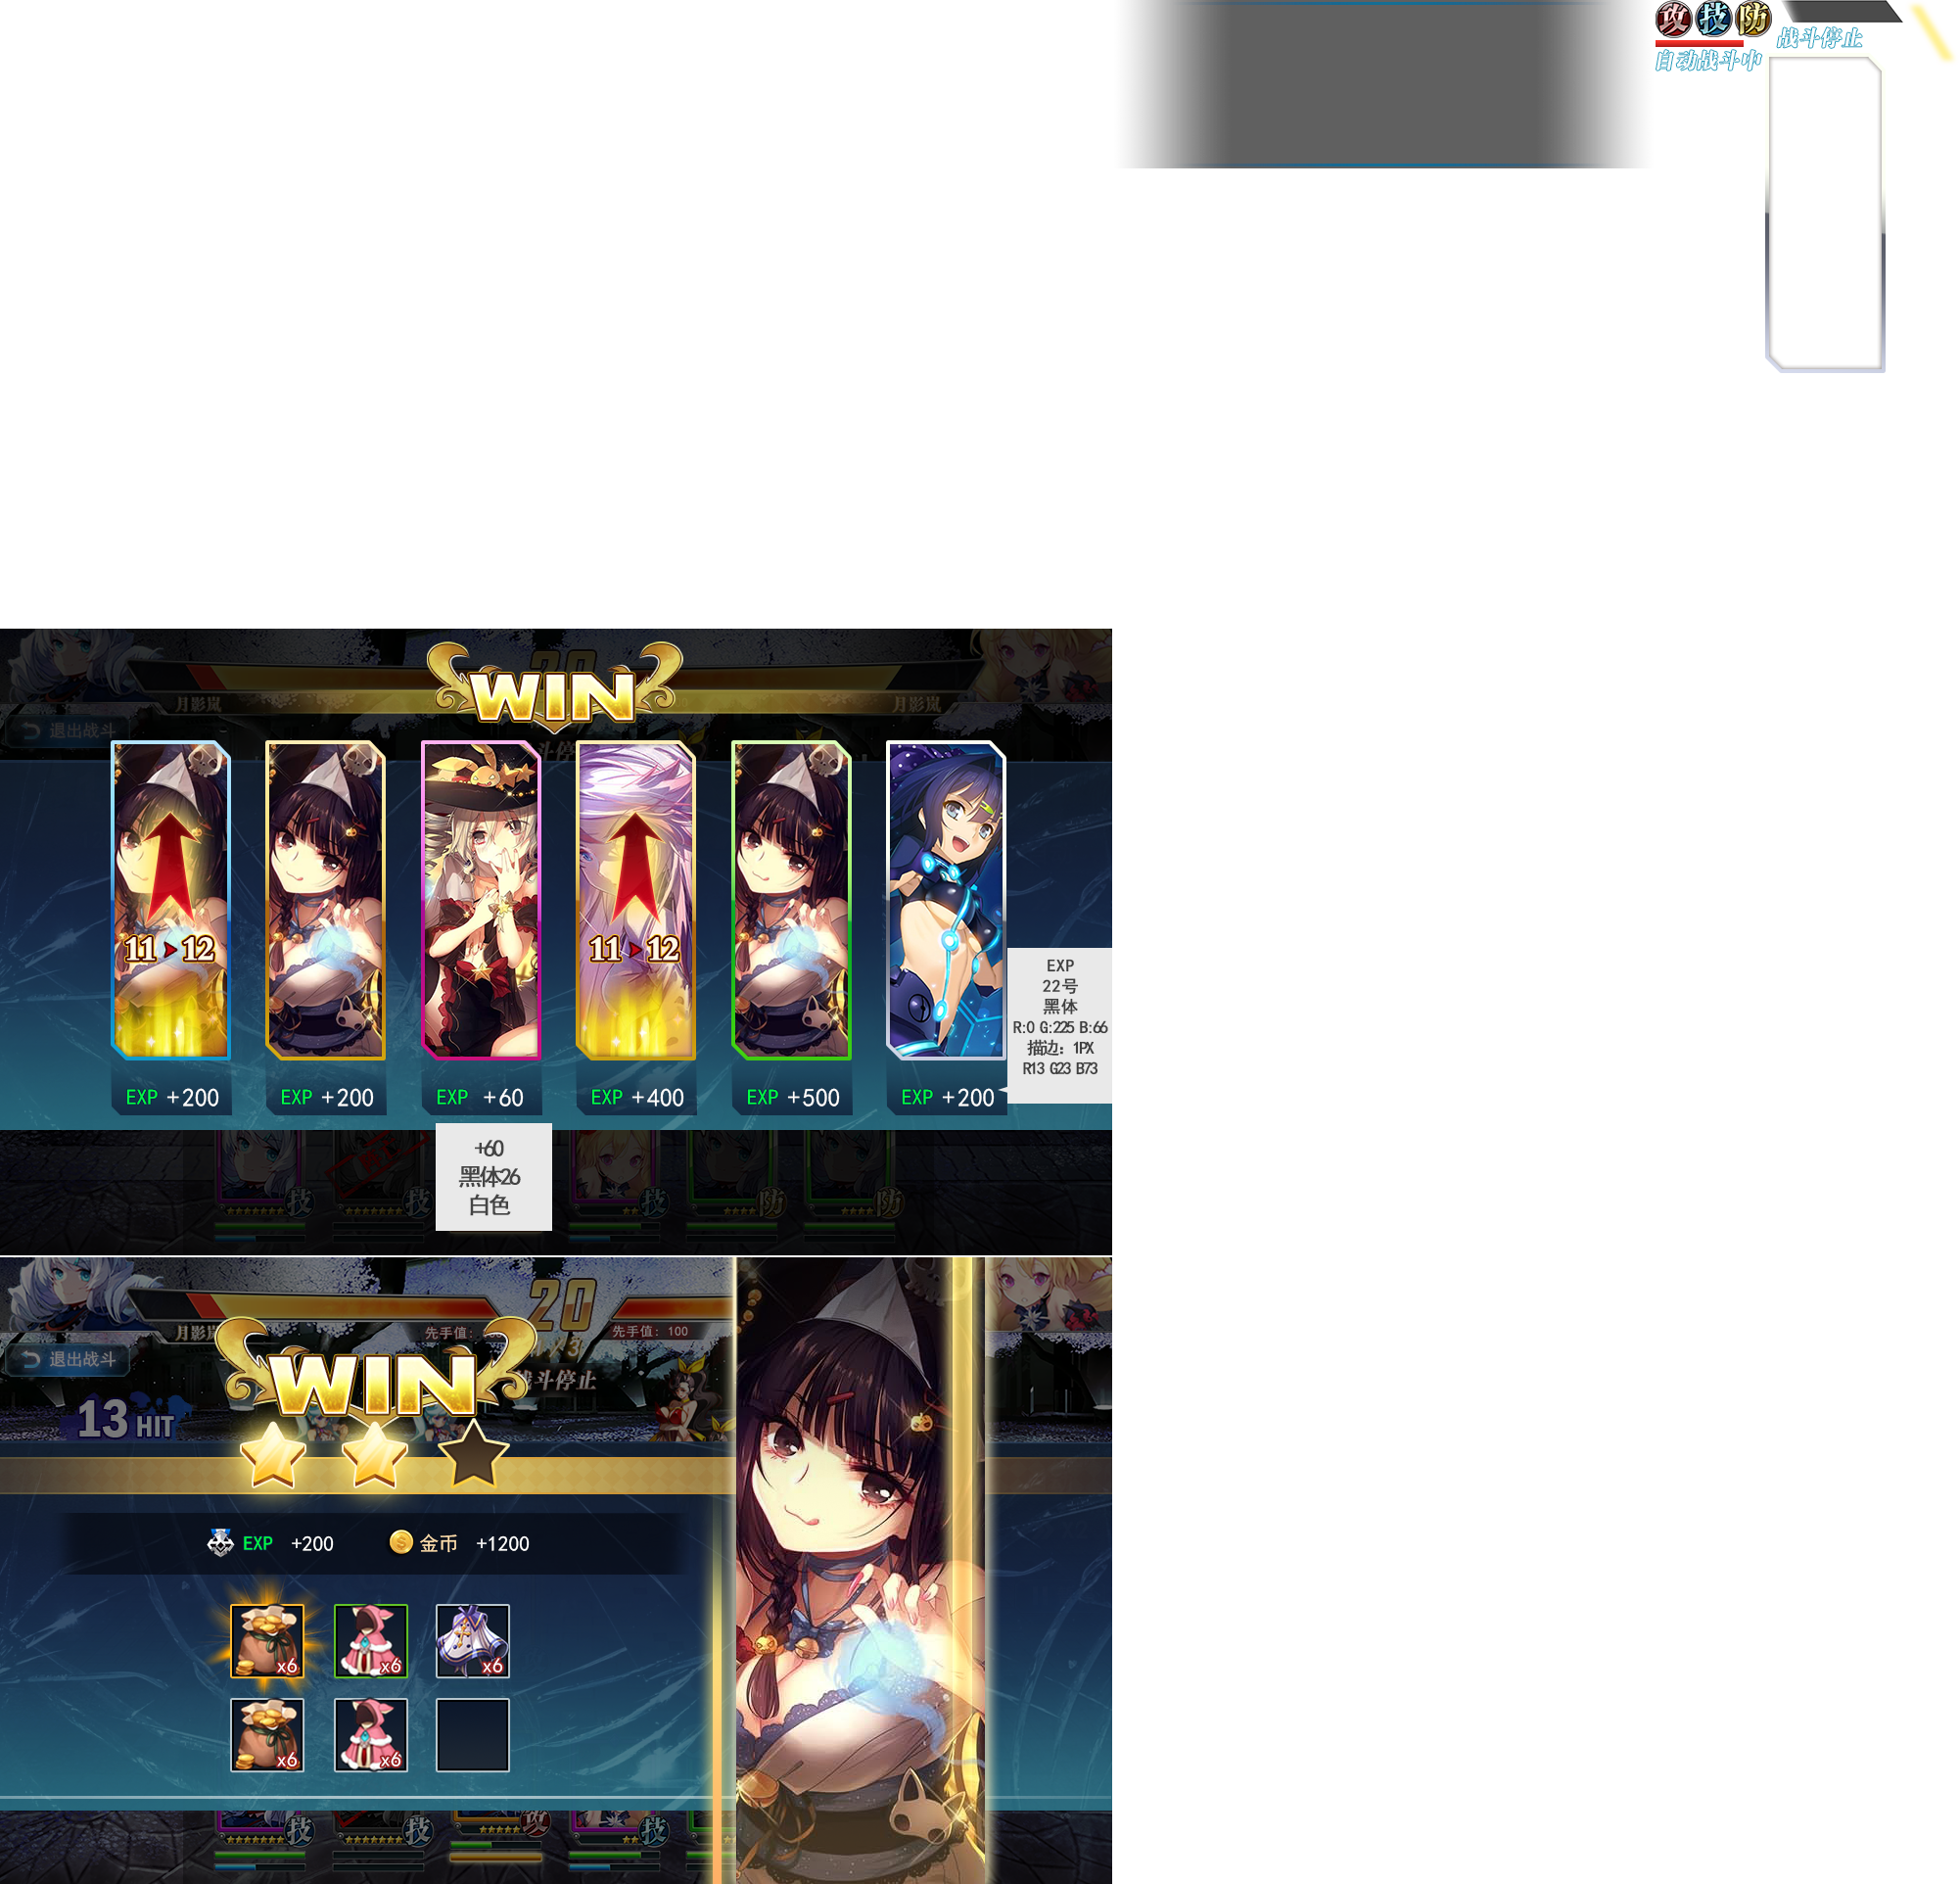 攻 技 防
战斗停止
自动战斗中
20
WIN
月影岚
月影岚
退出战斗
11 12
11 12
EXP
22号
黑体
R:0 G:225 B:66
描边：1PX
R13 G23 B73
EXP +200
EXP +200
EXP +60
EXP +400
EXP +500
EXP +200
+60
黑体26
白色
技
技
技
防
防
20
月影岚
先手值：
先手值：100
退出战斗
WIN
战斗停止
13 HIT
EXP +200
金币 +1200
x6
x6
x6
x6
x6
技
技
攻
技